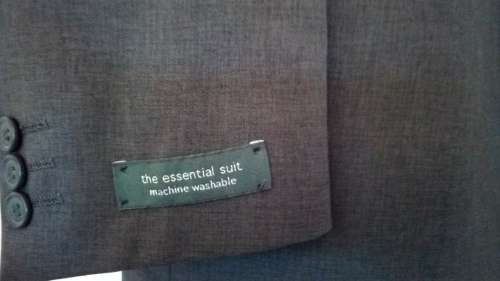 the essential suit
machine washable